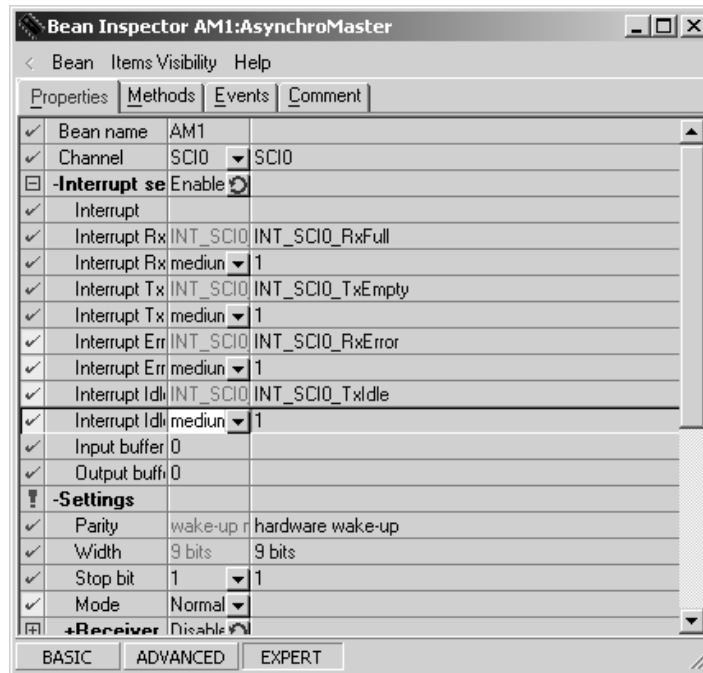 Bean Inspector AM1:AsynchroMaster
< Bean Items Visibility Help
Properties Methods Events Comment
Bean name AM1
Channel SCI0 SCI0
-Interrupt se Enable
Interrupt
Interrupt Rx INT_SCI0 INT_SCI0_RxFull
Interrupt Rx mediun 1
Interrupt Tx INT_SCI0 INT_SCI0_TxEmpty
Interrupt Tx mediun 1
Interrupt Err INT_SCI0 INT_SCI0_RxError
Interrupt Err mediun 1
Interrupt Idl INT_SCI0 INT_SCI0_TxIdle
Interrupt Idl mediun 1
Input buffer 0
Output buff 0
-Settings
Parity wake-up r hardware wake-up
Width 9 bits 9 bits
Stop bit 1 1
Mode Normal
+Receiver Disable
BASIC ADVANCED EXPERT